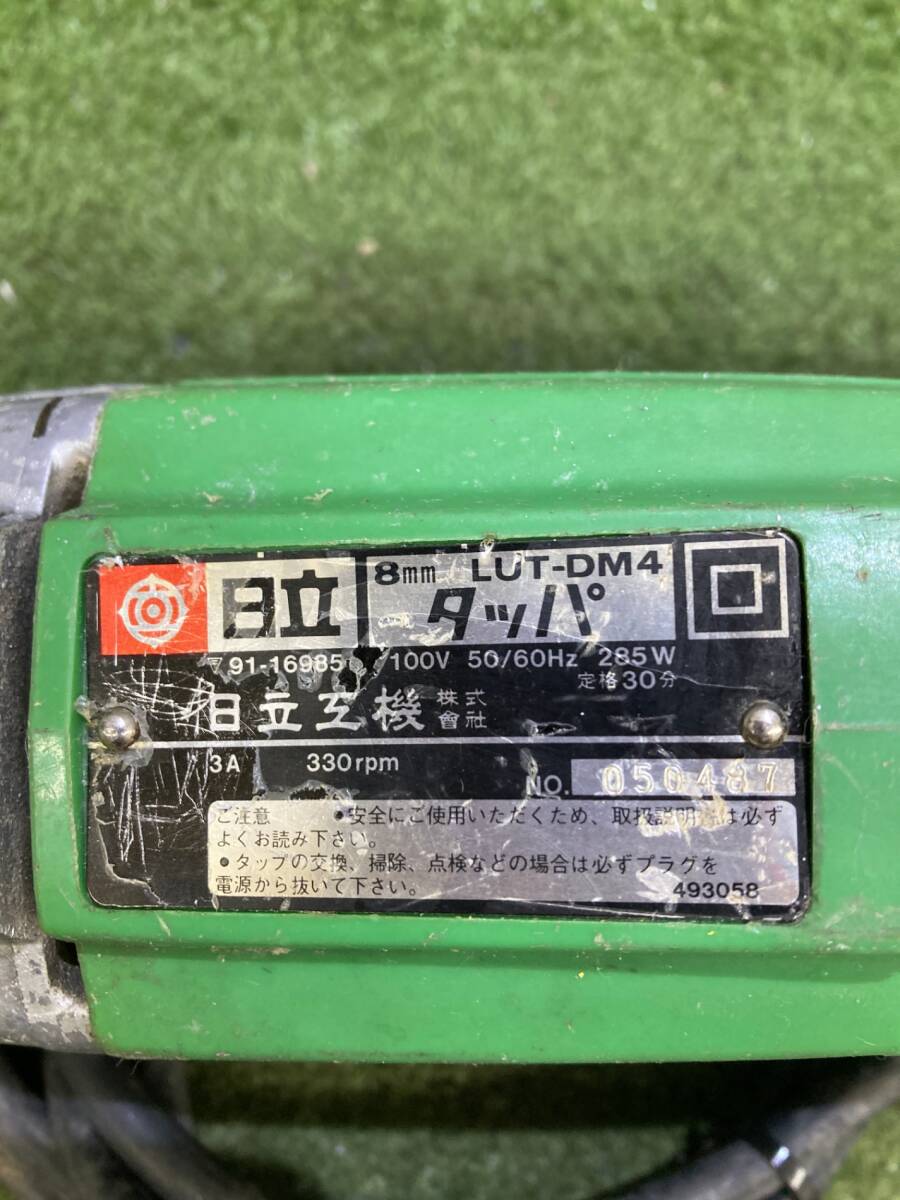 日立
8mm LUT-DM4
タッパ
〒91-16985 100V 50/60Hz 285W
定格30分
日立工機株式會社
3A 330rpm
NO. 050487
ご注意 •安全にご使用いただくため、取扱説明書は必ず
よくお読み下さい。
•タップの交換、掃除、点検などの場合は必ずプラグを
電源から抜いて下さい。
493058